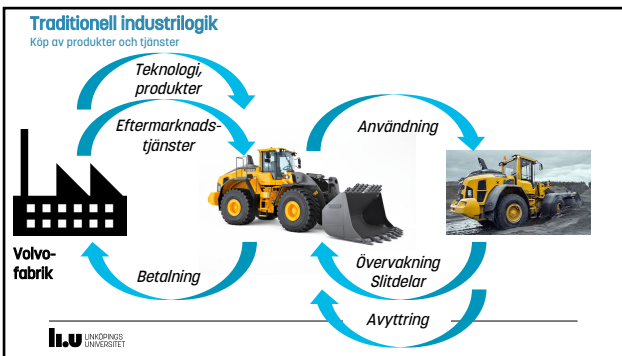 Traditionell industrilogik
Köp av produkter och tjänster
Teknologi,
produkter
Eftermarknads-
tjänster
Användning
Volvo-
fabrik
Betalning
Övervakning
Slitdelar
Avyttring
LINKÖPINGS
UNIVERSITET